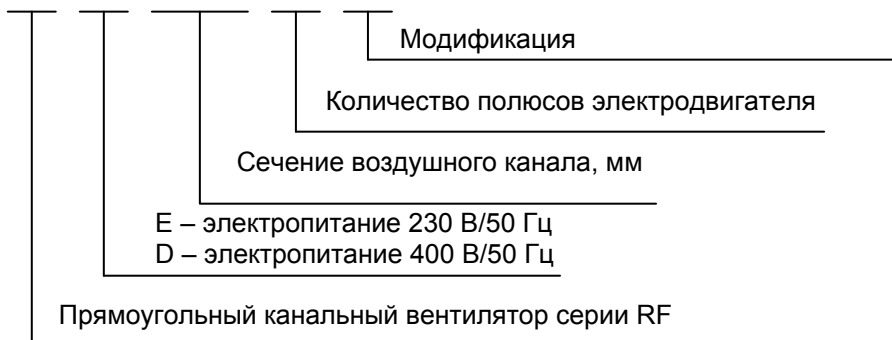 Модификация
Количество полюсов электродвигателя
Сечение воздушного канала, мм
E – электропитание 230 В/50 Гц
D – электропитание 400 В/50 Гц
Прямоугольный канальный вентилятор серии RF